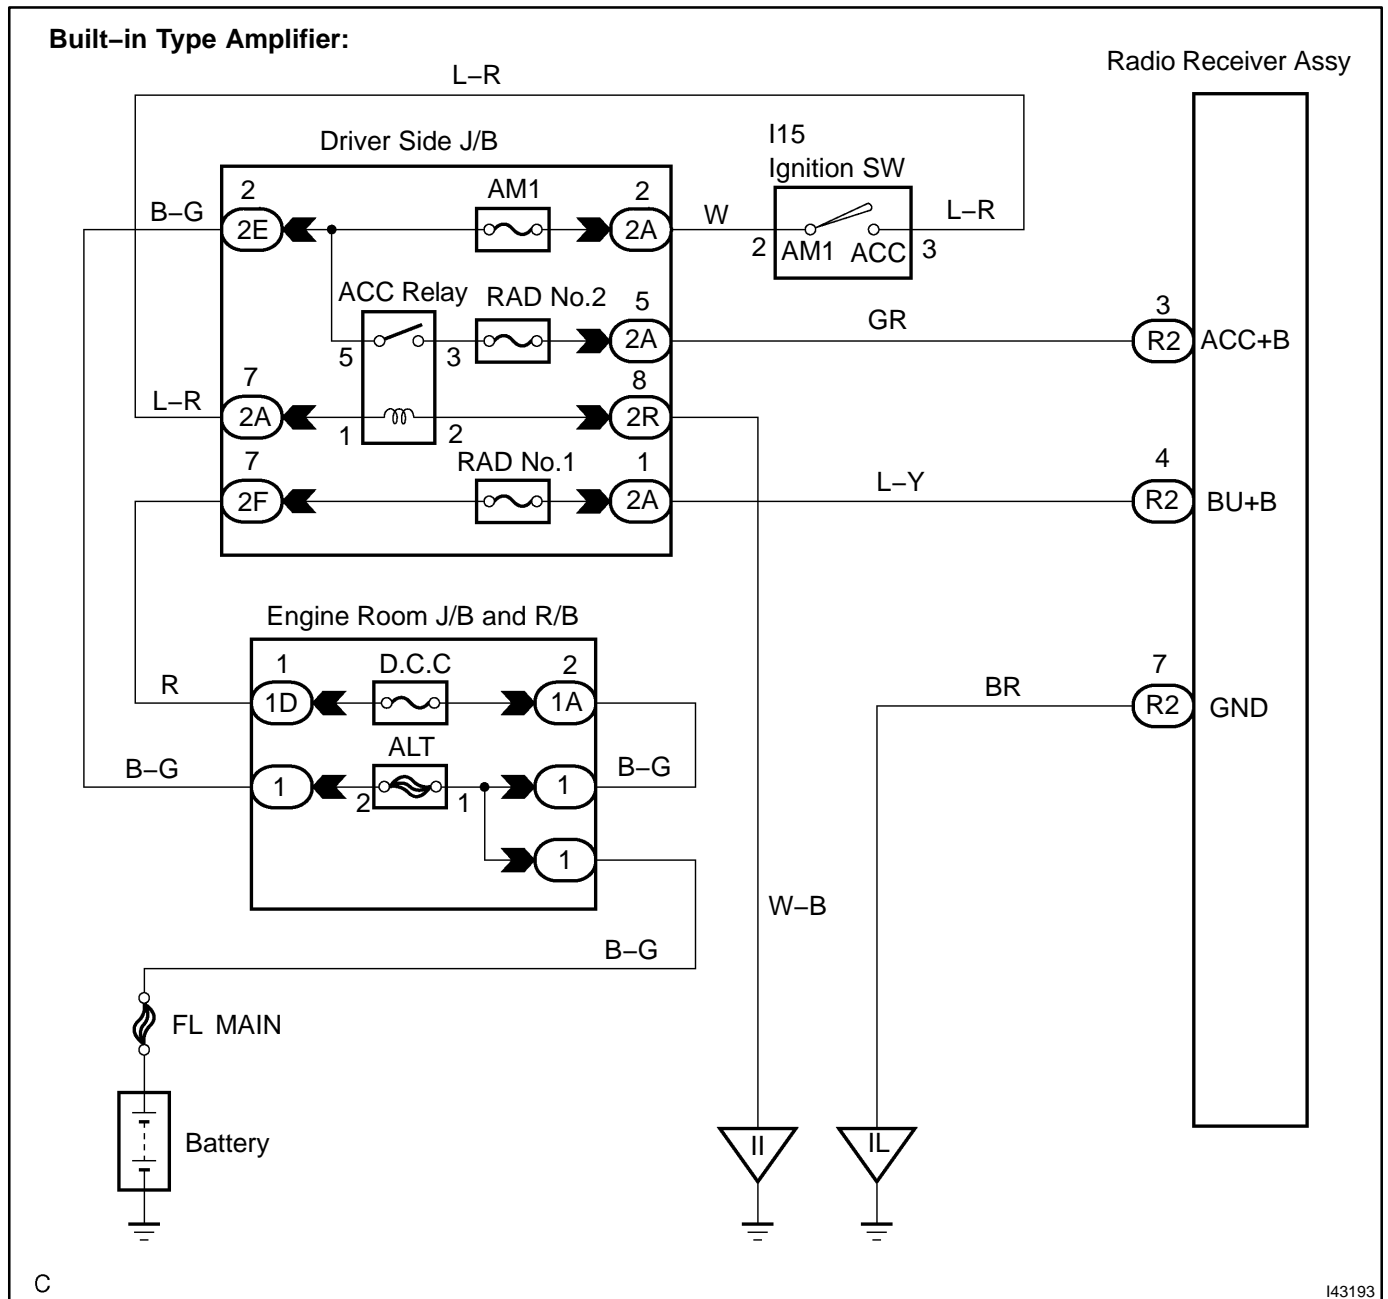 Built–in Type Amplifier:
Radio Receiver Assy
L–R
Driver Side J/B
I15
Ignition SW
2
AM1
2
B–G
2E
2A
W
2
AM1
ACC
3
L–R
ACC Relay
RAD No.2
5
GR
3
5
3
2A
R2
ACC+B
7
8
L–R
2A
1
2
2R
7
RAD No.1
1
L–Y
4
2F
2A
R2
BU+B
Engine Room J/B and R/B
1
D.C.C
2
BR
7
R
1D
1A
R2
GND
ALT
B–G
1
2
1
1
B–G
1
W–B
B–G
FL MAIN
Battery
II
IL
C
I43193